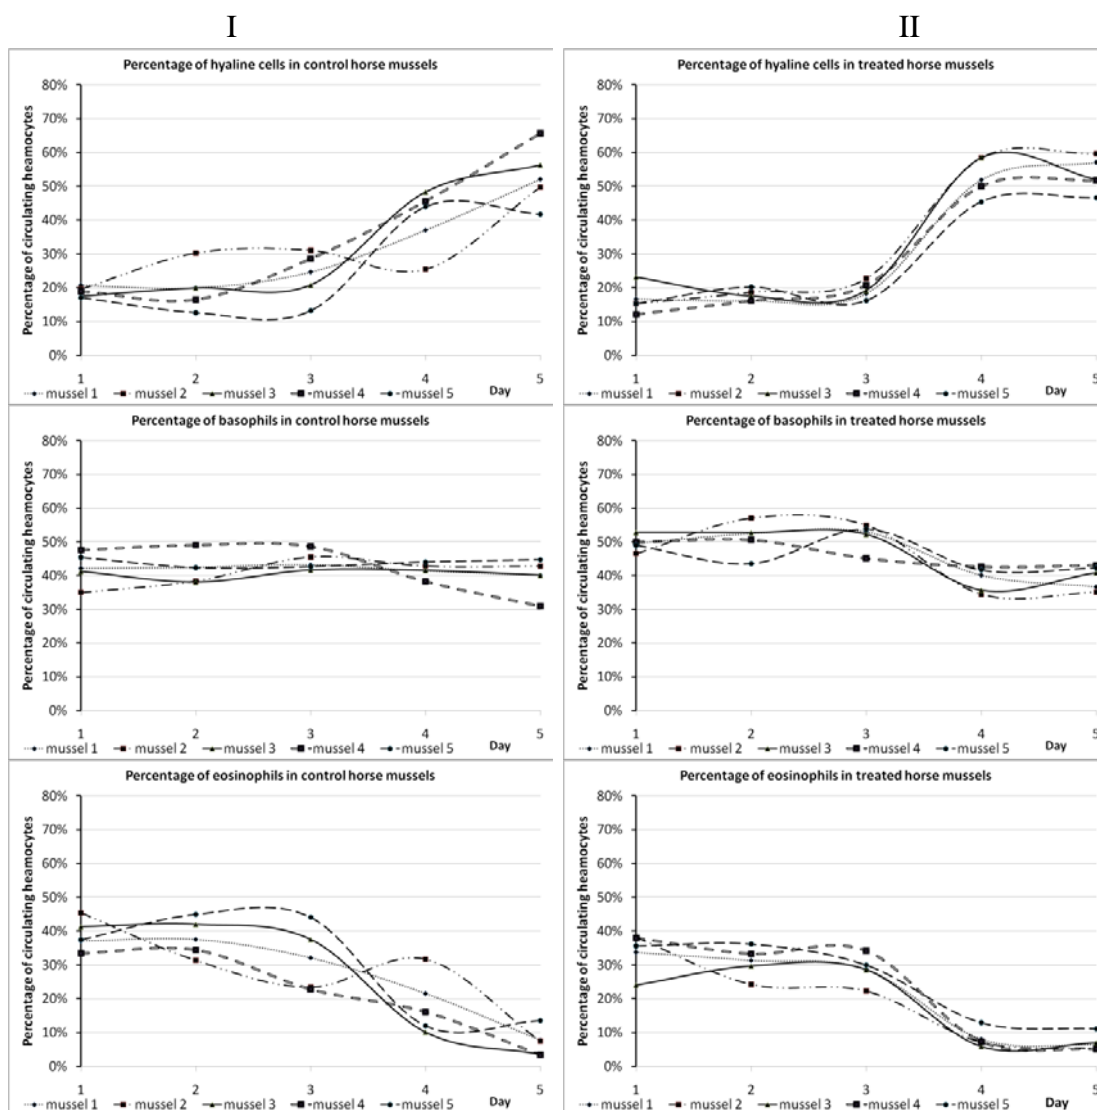 I II
Percentage of hyaline cells in control horse mussels
Percentage of circulating heamocytes
80%
70%
60%
50%
40%
30%
20%
10%
0%
1 2 3 4 5
mussel 1 mussel 2 mussel 3 mussel 4 mussel 5 Day
Percentage of hyaline cells in treated horse mussels
Percentage of circulating heamocytes
80%
70%
60%
50%
40%
30%
20%
10%
0%
1 2 3 4 5
mussel 1 mussel 2 mussel 3 mussel 4 mussel 5 Day
Percentage of basophils in control horse mussels
Percentage of circulating heamocytes
80%
70%
60%
50%
40%
30%
20%
10%
0%
1 2 3 4 5
mussel 1 mussel 2 mussel 3 mussel 4 mussel 5 Day
Percentage of basophils in treated horse mussels
Percentage of circulating heamocytes
80%
70%
60%
50%
40%
30%
20%
10%
0%
1 2 3 4 5
mussel 1 mussel 2 mussel 3 mussel 4 mussel 5 Day
Percentage of eosinophils in control horse mussels
Percentage of circulating heamocytes
80%
70%
60%
50%
40%
30%
20%
10%
0%
1 2 3 4 5
mussel 1 mussel 2 mussel 3 mussel 4 mussel 5 Day
Percentage of eosinophils in treated horse mussels
Percentage of circulating heamocytes
80%
70%
60%
50%
40%
30%
20%
10%
0%
1 2 3 4 5
mussel 1 mussel 2 mussel 3 mussel 4 mussel 5 Day